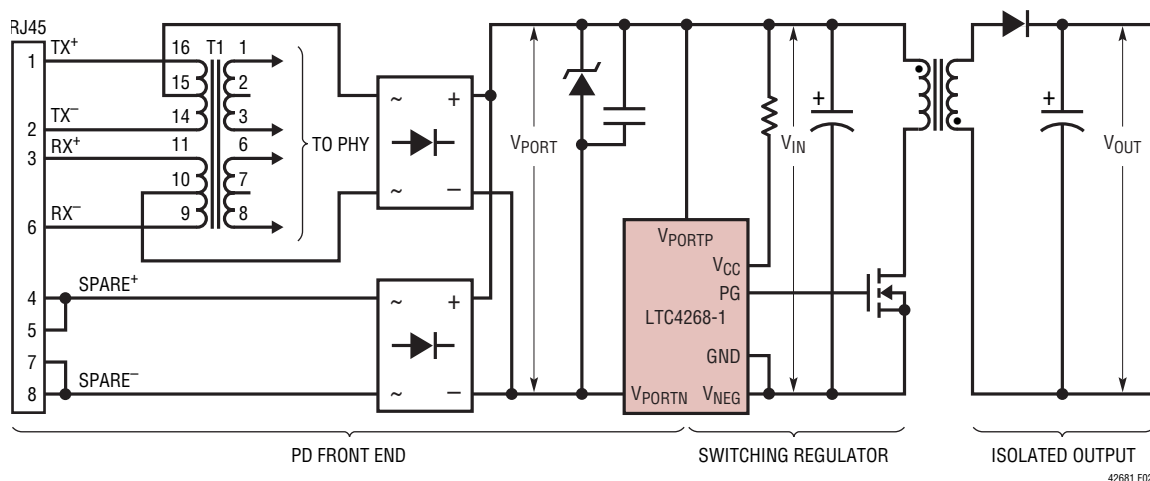 RJ45
1
TX+
2
TX–
3
RX+
6
RX–
4
SPARE+
5
7
8
SPARE–
16
T1
1
15
2
14
3
11
6
10
7
9
8
TO PHY
~
+
~
–
~
+
~
–
VPORT
VPORTP
VCC
PG
LTC4268-1
GND
VPORTN
VNEG
VIN
+
+
VOUT
PD FRONT END
SWITCHING REGULATOR
ISOLATED OUTPUT
42681 F02